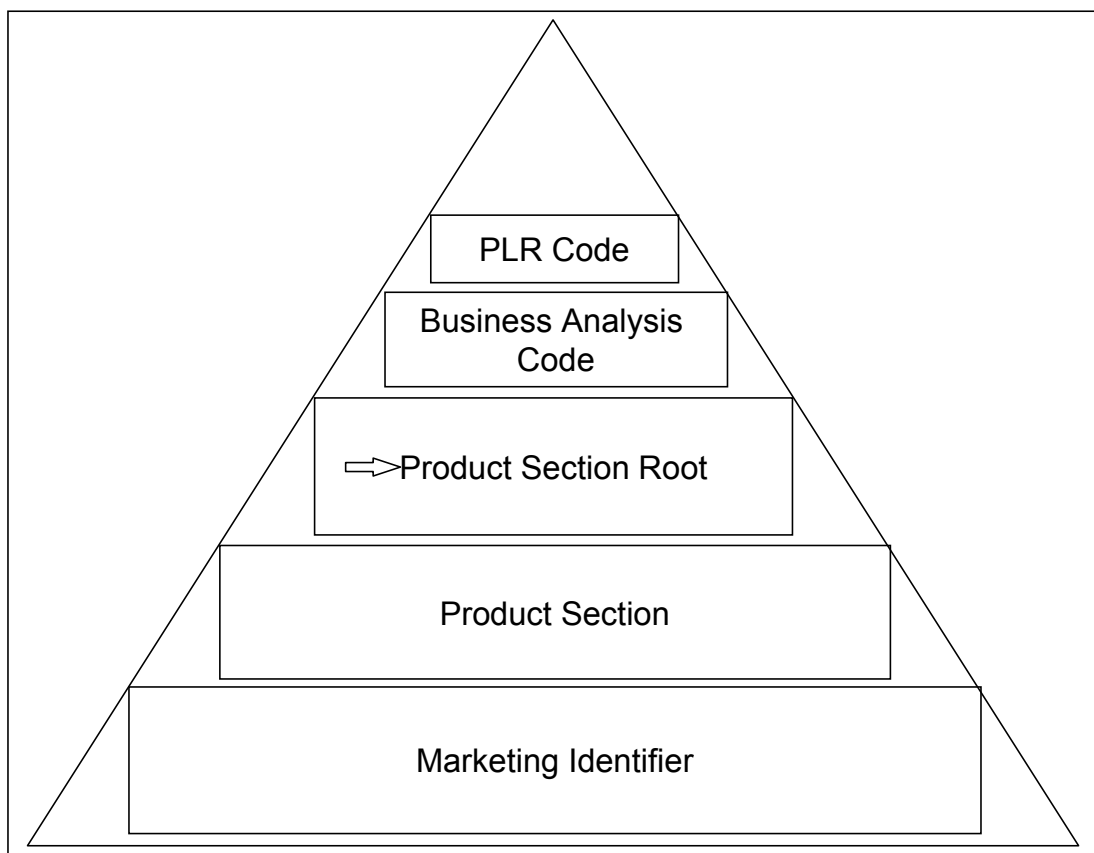 PLR Code
Business Analysis
Code
Product Section Root
Product Section
Marketing Identifier